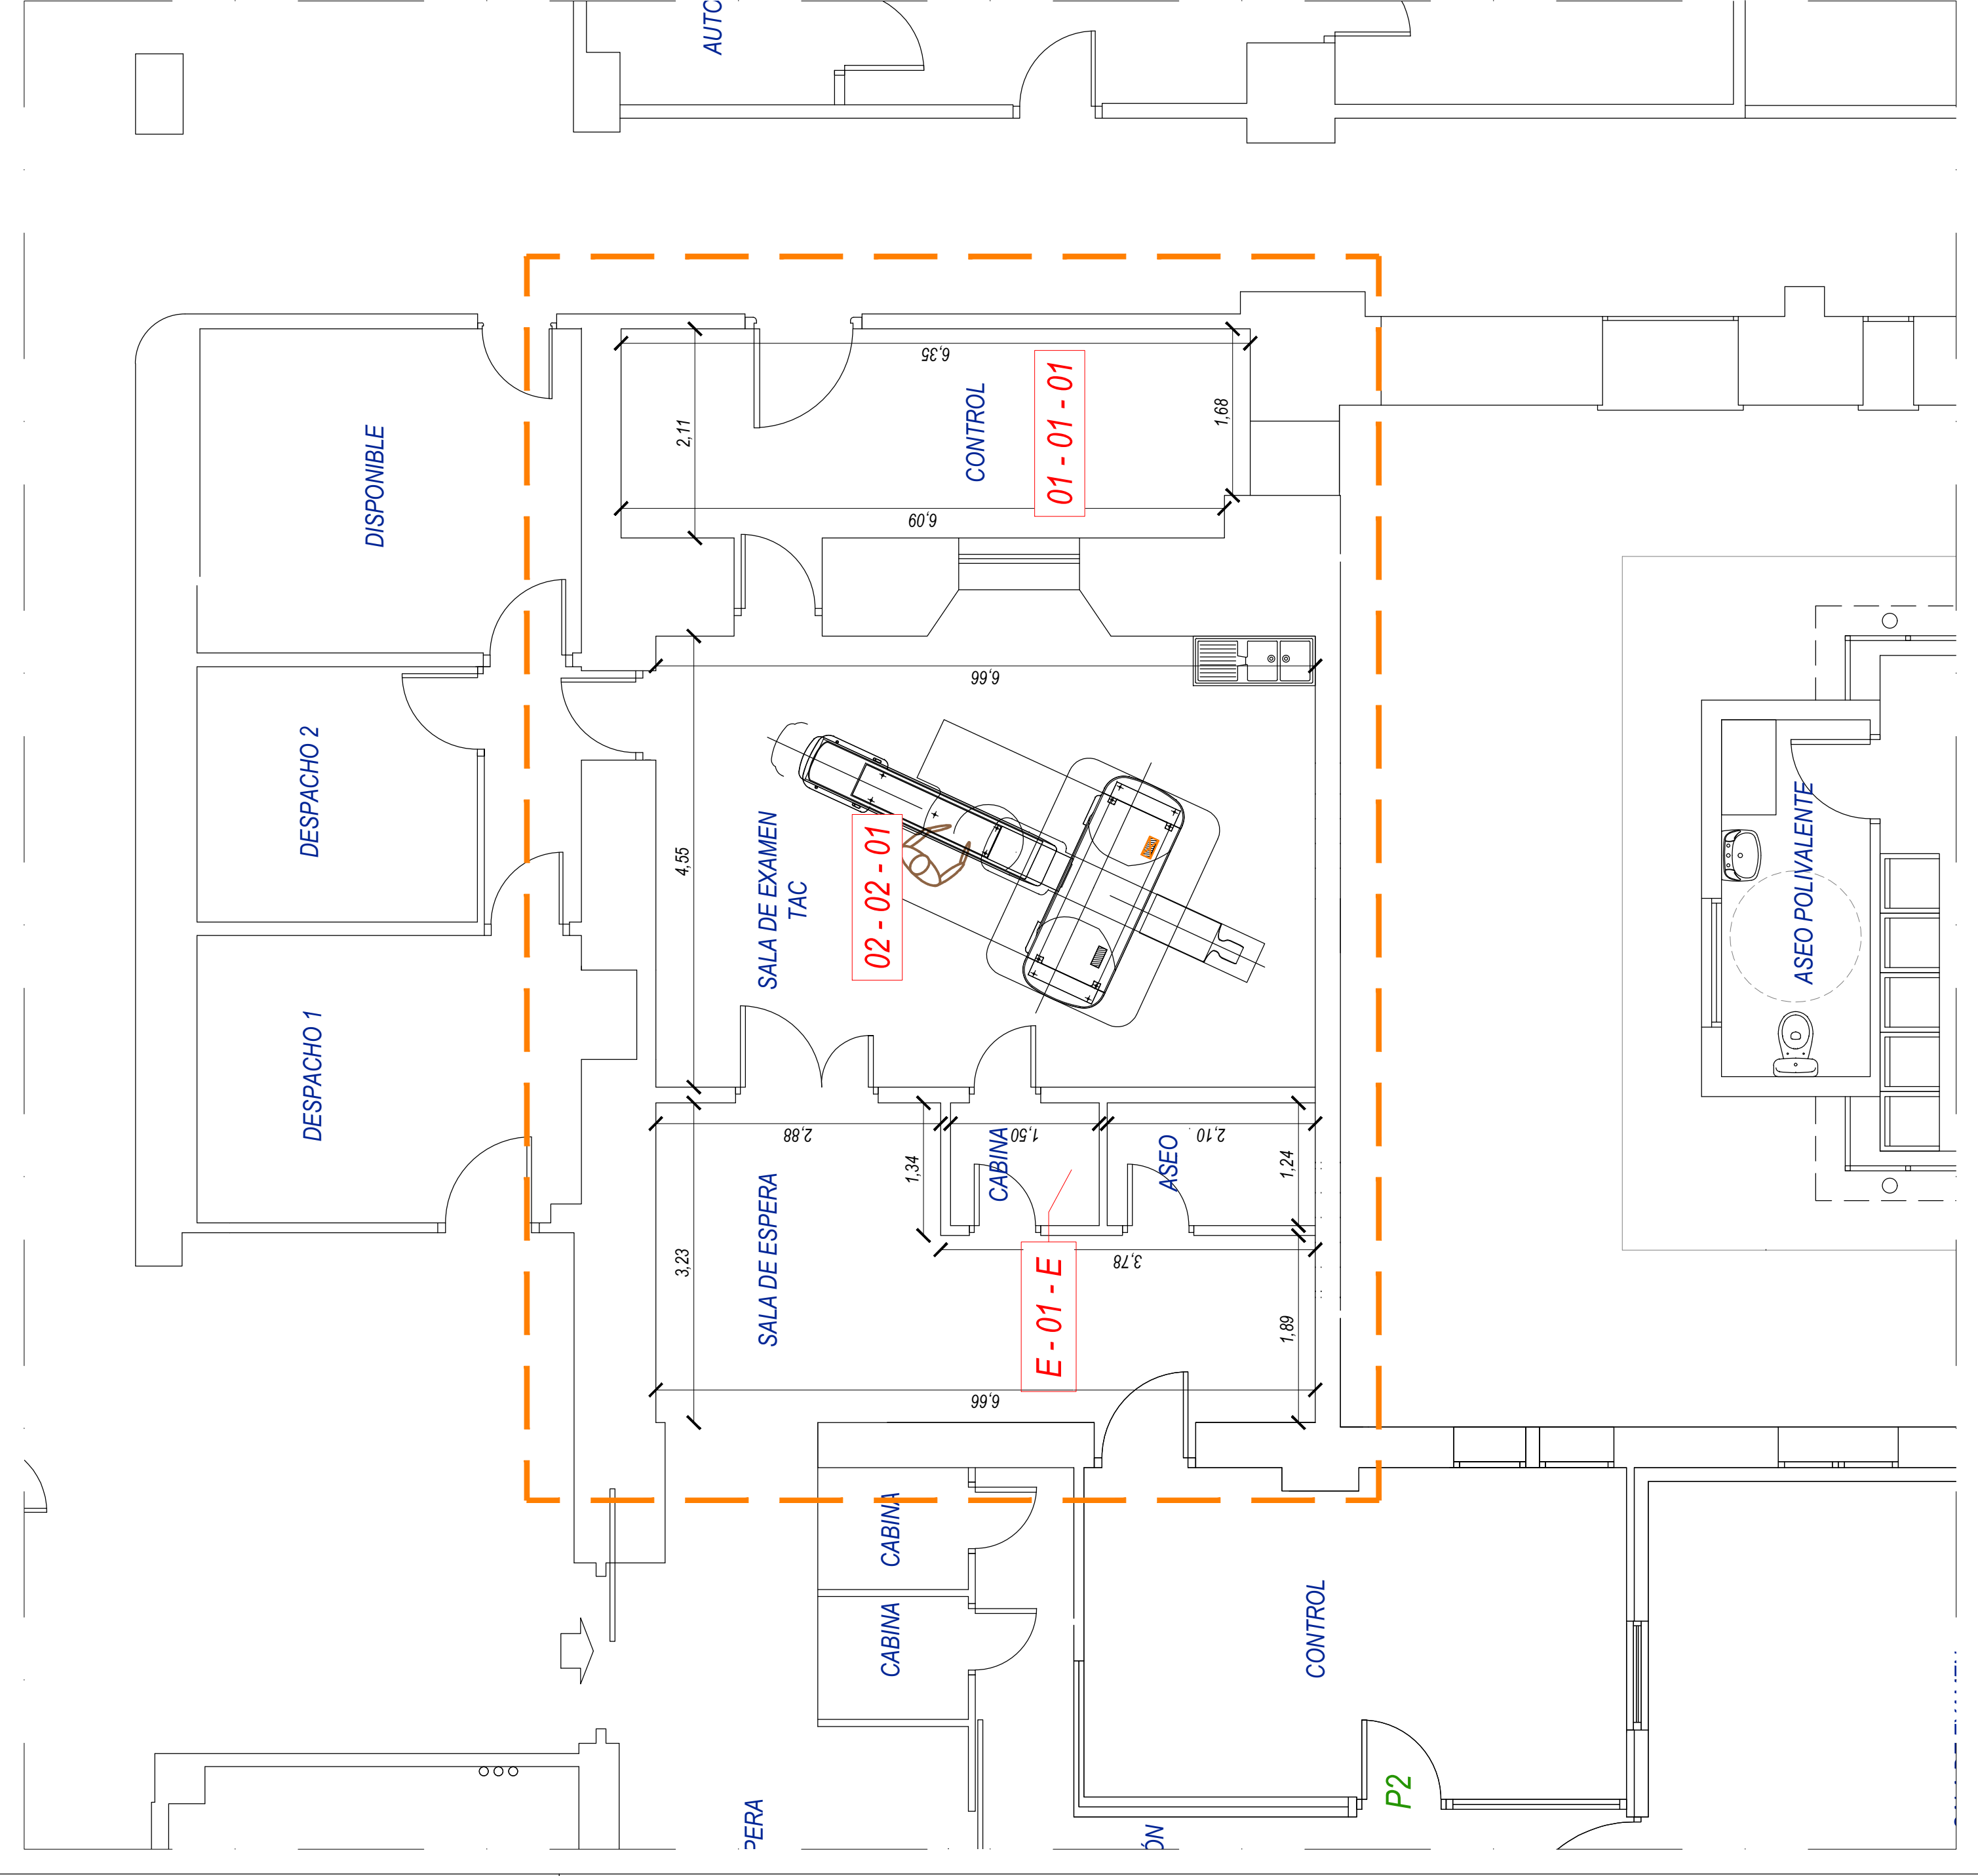 AUTC
6,35
2,11
CONTROL
01 - 01 - 01
1,68
DISPONIBLE
6,09
6,66
DESPACHO 2
4,55
SALA DE EXAMEN
TAC
02 - 02 - 01
ASEO POLIVALENTE
DESPACHO 1
2,88
1,50
2,10
1,34
CABINA
ASEO
1,24
SALA DE ESPERA
3,23
3,78
E - 01 - E
1,89
6,66
CABINA
CABINA
CONTROL
P2
PERA
ÓN